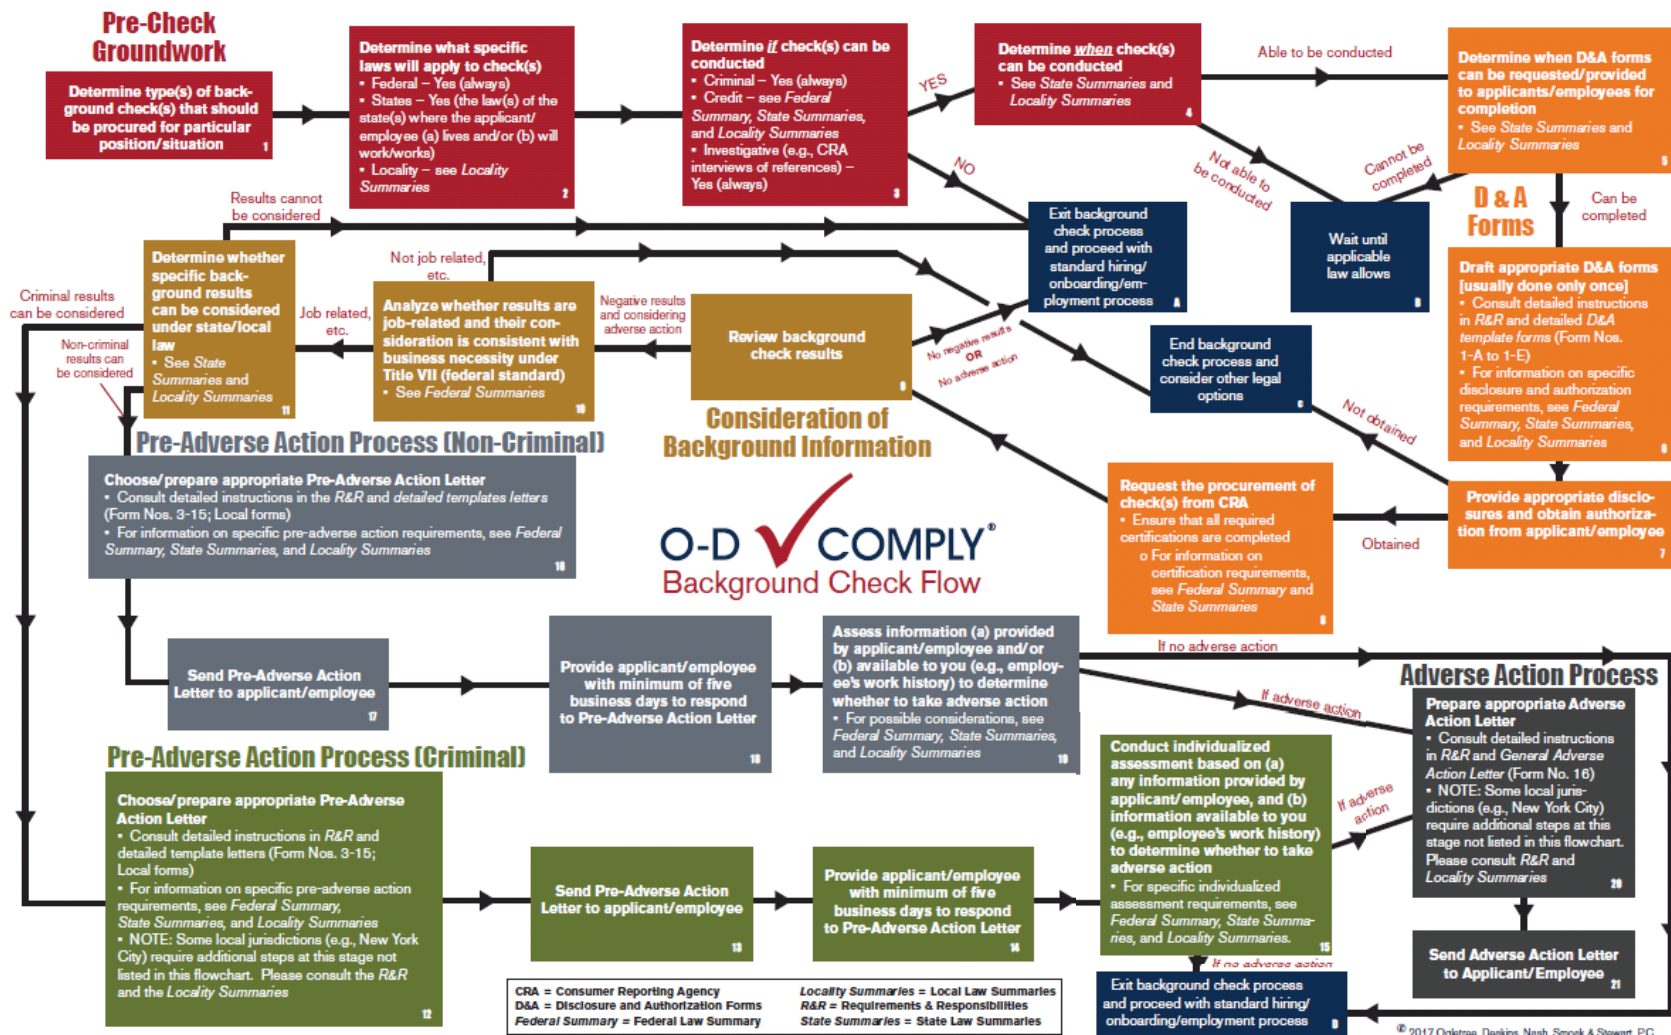 Pre-Check
Groundwork
Determine type(s) of back-
ground check(s) that should
be procured for particular
position/situation
1
Determine what specific
laws will apply to check(s)
▪ Federal – Yes (always)
▪ States – Yes (the law(s) of the
state(s) where the applicant/
employee (a) lives and/or (b) will
work/works)
▪ Locality – see Locality
Summaries
2
Determine if check(s) can be
conducted
▪ Criminal – Yes (always)
▪ Credit – see Federal
Summary, State Summaries,
and Locality Summaries
▪ Investigative (e.g., CRA
interviews of references) –
Yes (always)
3
YES
NO
Determine when check(s)
can be conducted
▪ See State Summaries and
Locality Summaries
4
Able to be conducted
Not able to
be conducted
Determine when D&A forms
can be requested/provided
to applicants/employees for
completion
▪ See State Summaries and
Locality Summaries
5
Cannot be
completed
Can be
completed
D & A
Forms
Exit background
check process
and proceed with
standard hiring/
onboarding/em-
ployment process
A
Wait until
applicable
law allows
B
Draft appropriate D&A forms
[usually done only once]
▪ Consult detailed instructions
in R&R and detailed D&A
template forms (Form Nos.
1-A to 1-E)
▪ For information on specific
disclosure and authorization
requirements, see Federal
Summary, State Summaries,
and Locality Summaries
6
Provide appropriate disclo-
sures and obtain authoriza-
tion from applicant/employee
7
Obtained
Not obtained
End background
check process and
consider other legal
options
C
Request the procurement of
check(s) from CRA
▪ Ensure that all required
certifications are completed
o For information on
certification requirements,
see Federal Summary and
State Summaries
8
Consideration of
Background Information
Review background
check results
9
No negative results
OR
No adverse action
Negative results
and considering
adverse action
Analyze whether results are
job-related and their con-
sideration is consistent with
business necessity under
Title VII (federal standard)
▪ See Federal Summaries
10
Not job related,
etc.
Job related,
etc.
Determine whether
specific back-
ground results
can be considered
under state/local
law
▪ See State
Summaries and
Locality Summaries
11
Results cannot
be considered
Criminal results
can be considered
Non-criminal
results can
be considered
O-D COMPLY®
Background Check Flow
Pre-Adverse Action Process (Non-Criminal)
Choose/prepare appropriate Pre-Adverse Action Letter
▪ Consult detailed instructions in the R&R and detailed templates letters
(Form Nos. 3-15; Local forms)
▪ For information on specific pre-adverse action requirements, see Federal
Summary, State Summaries, and Locality Summaries
16
Send Pre-Adverse Action
Letter to applicant/employee
17
Provide applicant/employee
with minimum of five
business days to respond
to Pre-Adverse Action Letter
18
Assess information (a) provided
by applicant/employee and/or
(b) available to you (e.g., employ-
ee's work history) to determine
whether to take adverse action
▪ For possible considerations, see
Federal Summary, State Summaries,
and Locality Summaries
19
If no adverse action
If adverse action
Pre-Adverse Action Process (Criminal)
Choose/prepare appropriate Pre-Adverse
Action Letter
▪ Consult detailed instructions in R&R and
detailed template letters (Form Nos. 3-15;
Local forms)
▪ For information on specific pre-adverse action
requirements, see Federal Summary,
State Summaries, and Locality Summaries
▪ NOTE: Some local jurisdictions (e.g., New York
City) require additional steps at this stage not
listed in this flowchart. Please consult the R&R
and the Locality Summaries
12
Send Pre-Adverse Action
Letter to applicant/employee
13
Provide applicant/employee
with minimum of five
business days to respond
to Pre-Adverse Action Letter
14
Conduct individualized
assessment based on (a)
any information provided by
applicant/employee, and (b)
information available to you
(e.g., employee's work history)
to determine whether to take
adverse action
▪ For specific individualized
assessment requirements, see
Federal Summary, State Summa-
ries, and Locality Summaries.
15
If adverse
action
If no adverse action
Exit background check process
and proceed with standard hiring/
onboarding/employment process
D
Adverse Action Process
Prepare appropriate Adverse
Action Letter
▪ Consult detailed instructions
in R&R and General Adverse
Action Letter (Form No. 16)
▪ NOTE: Some local juris-
dictions (e.g., New York City)
require additional steps at this
stage not listed in this flowchart.
Please consult R&R and
Locality Summaries
20
Send Adverse Action Letter
to Applicant/Employee
21
CRA = Consumer Reporting Agency
D&A = Disclosure and Authorization Forms
Federal Summary = Federal Law Summary
Locality Summaries = Local Law Summaries
R&R = Requirements & Responsibilities
State Summaries = State Law Summaries
© 2017 Ogletree, Deakins, Nash, Smoak & Stewart, P.C.